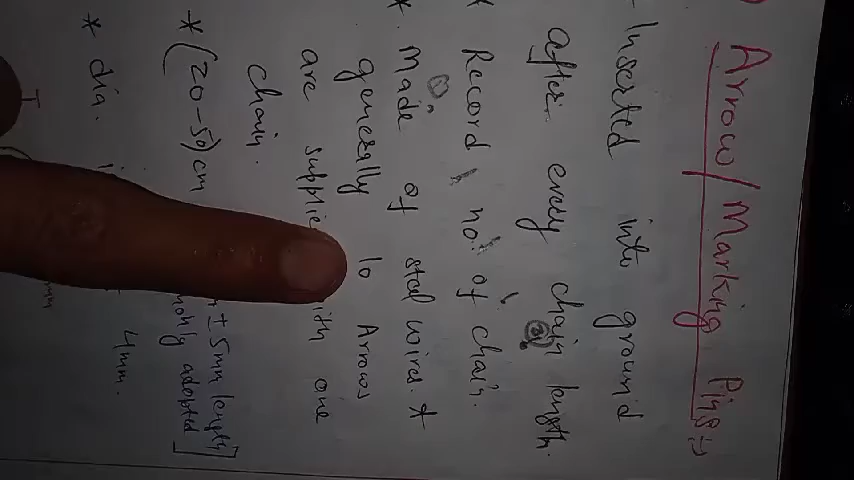 Arrow/Marking Pins :-
- Inserted into ground
after every chain length.
* Record no. of chain.
* Made of steel wires. *
generally 10 Arrows
are supplie ith one
chain.
* (20-50) cm ± 5mm length
adopted]
* dia. 4mm.